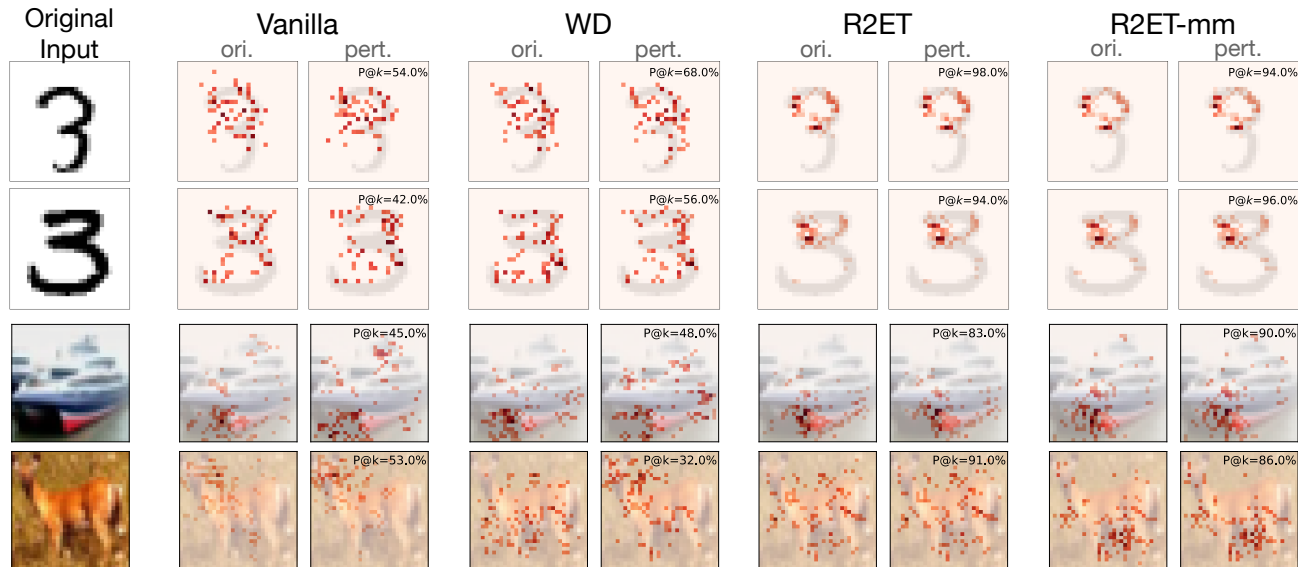 Original Input Vanilla WD R2ET R2ET-mm
ori. pert. ori. pert. ori. pert. ori. pert.
P@k=54.0% P@k=68.0% P@k=98.0% P@k=94.0%
P@k=42.0% P@k=56.0% P@k=94.0% P@k=96.0%
P@k=45.0% P@k=48.0% P@k=83.0% P@k=90.0%
P@k=53.0% P@k=32.0% P@k=91.0% P@k=86.0%